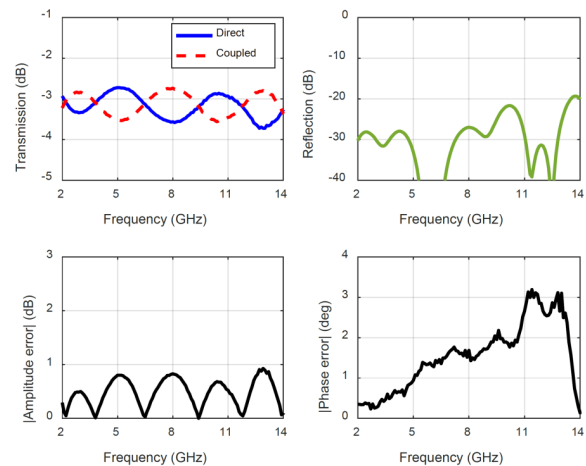 -1
-2
-3
-4
-5
2 5 8 11 14
Transmission (dB)
Frequency (GHz)
Direct
Coupled
0
-10
-20
-30
-40
2 5 8 11 14
Reflection (dB)
Frequency (GHz)
3
2
1
0
2 5 8 11 14
|Amplitude error| (dB)
Frequency (GHz)
4
3
2
1
0
2 5 8 11 14
|Phase error| (deg)
Frequency (GHz)